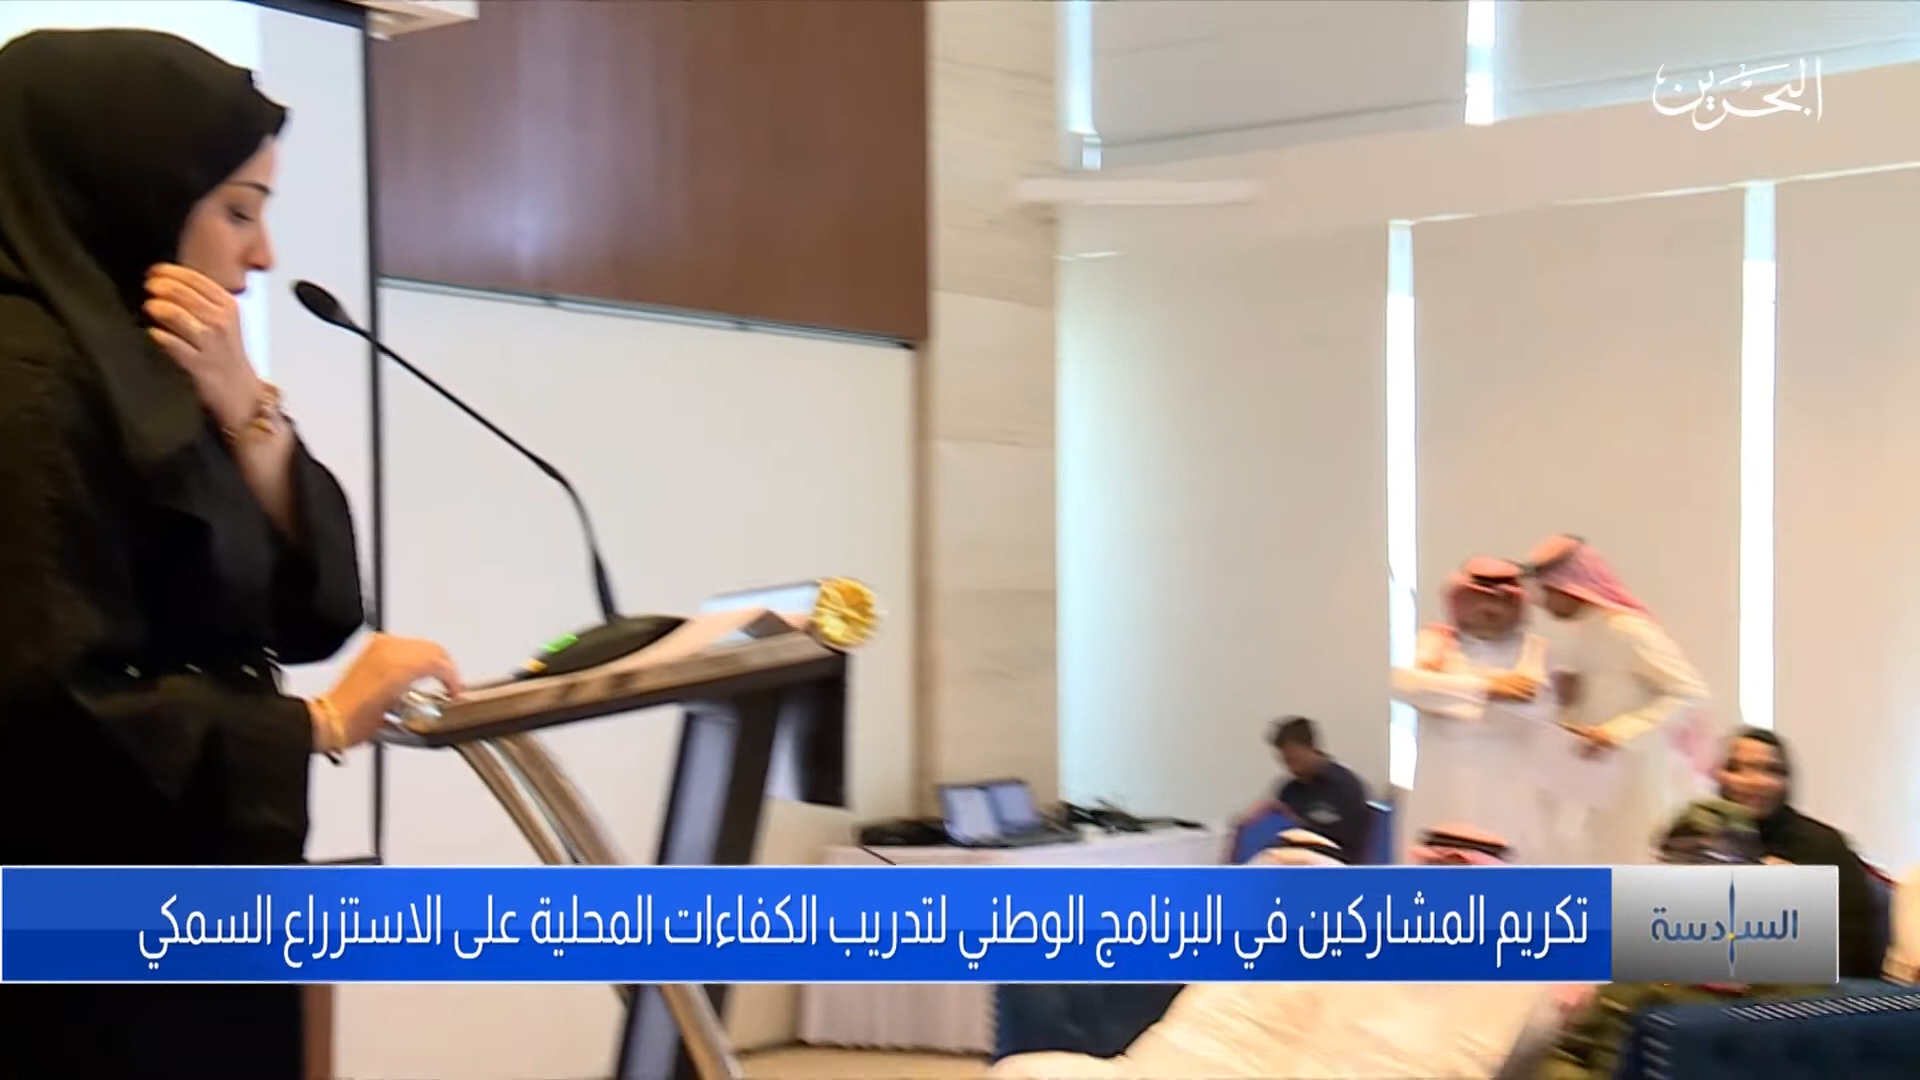 البحرين
السادسة
تكريم المشاركين في البرنامج الوطني لتدريب الكفاءات المحلية على الاستزراع السمكي